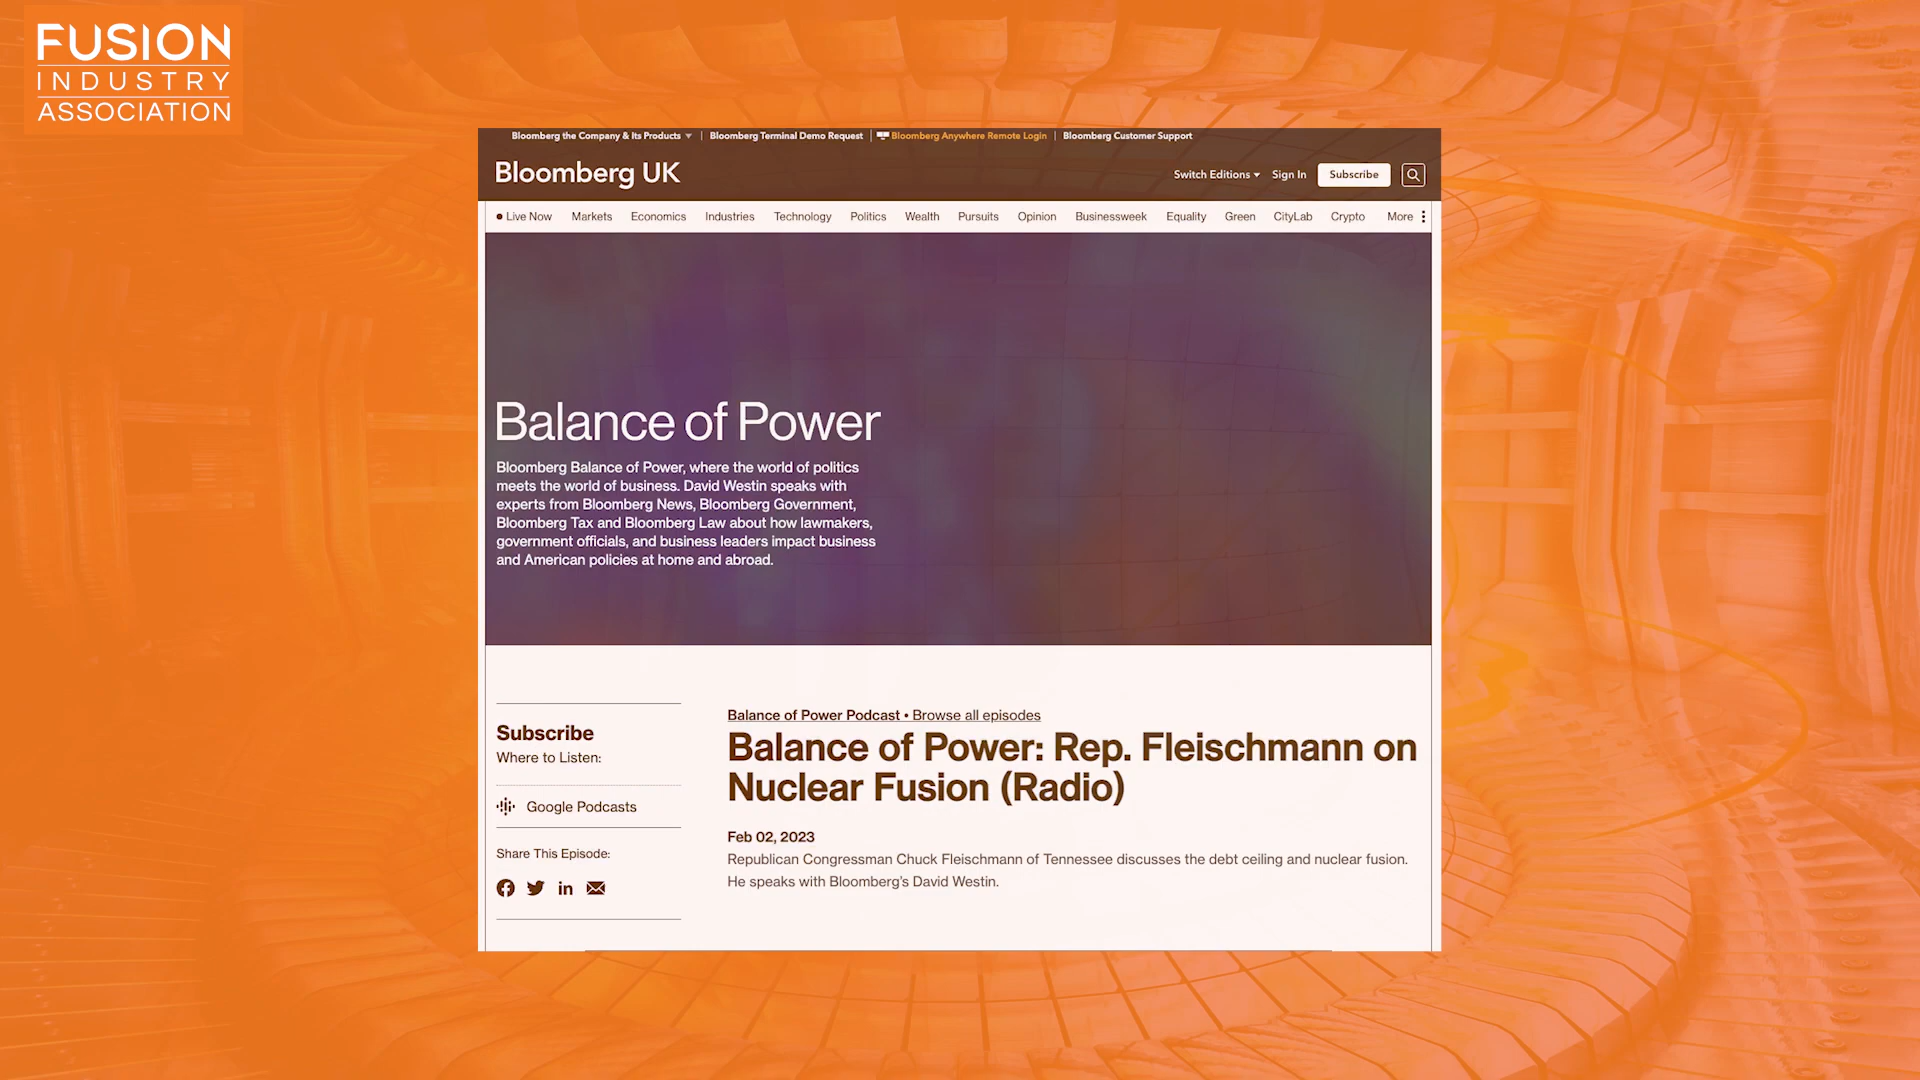 FUSION
INDUSTRY
ASSOCIATION
Bloomberg the Company & Its Products | Bloomberg Terminal Demo Request | Bloomberg Anywhere Remote Login | Bloomberg Customer Support
Bloomberg UK
Switch Editions Sign In Subscribe
Live Now Markets Economics Industries Technology Politics Wealth Pursuits Opinion Businessweek Equality Green CityLab Crypto More
Balance of Power
Bloomberg Balance of Power, where the world of politics
meets the world of business. David Westin speaks with
experts from Bloomberg News, Bloomberg Government,
Bloomberg Tax and Bloomberg Law about how lawmakers,
government officials, and business leaders impact business
and American policies at home and abroad.
Subscribe
Where to Listen:
Google Podcasts
Share This Episode:
Balance of Power Podcast • Browse all episodes
Balance of Power: Rep. Fleischmann on
Nuclear Fusion (Radio)
Feb 02, 2023
Republican Congressman Chuck Fleischmann of Tennessee discusses the debt ceiling and nuclear fusion.
He speaks with Bloomberg's David Westin.